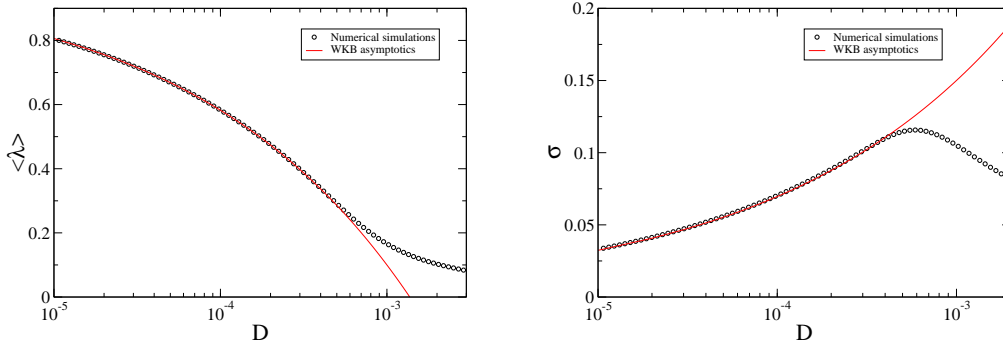 Numerical simulations
WKB asymptotics
0.8
0.6
0.4
0.2
0
<λ>
10^-5
10^-4
10^-3
D
Numerical simulations
WKB asymptotics
0.2
0.15
0.1
0.05
0
σ
10^-5
10^-4
10^-3
D